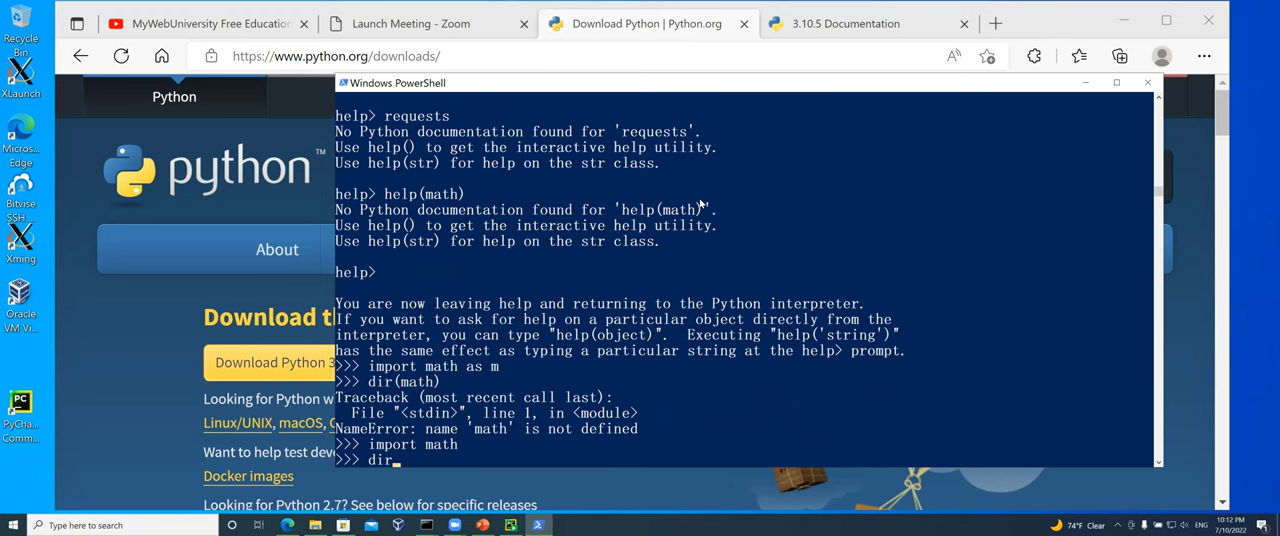 Recycle
Bin
XLaunch
Microsoft
Edge
Bitvise
SSH ...
Xming
Oracle
VM Vi...
PyCha...
Comm...
MyWebUniversity Free Education
Launch Meeting - Zoom
Download Python | Python.org
3.10.5 Documentation
https://www.python.org/downloads/
Python
python™
About
Download t
Download Python 3
Looking for Python w
Linux/UNIX, macOS,
Want to help test deve
Docker images
Looking for Python 2.7? See below for specific releases
Windows PowerShell
help> requests
No Python documentation found for 'requests'.
Use help() to get the interactive help utility.
Use help(str) for help on the str class.
help> help(math)
No Python documentation found for 'help(math)'.
Use help() to get the interactive help utility.
Use help(str) for help on the str class.
help>
You are now leaving help and returning to the Python interpreter.
If you want to ask for help on a particular object directly from the
interpreter, you can type "help(object)".  Executing "help('string')"
has the same effect as typing a particular string at the help> prompt.
>>> import math as m
>>> dir(math)
Traceback (most recent call last):
  File "<stdin>", line 1, in <module>
NameError: name 'math' is not defined
>>> import math
>>> dir
Type here to search
74°F Clear
ENG
10:12 PM
7/10/2022